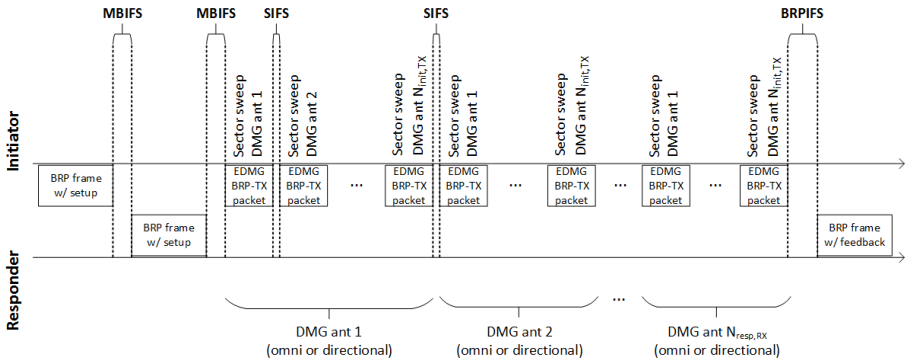 MBIFS
MBIFS
SIFS
SIFS
BRPIFS
Initiator
Sector sweep
DMG ant 1
Sector sweep
DMG ant 2
Sector sweep
DMG ant Ninit,TX
Sector sweep
DMG ant 1
Sector sweep
DMG ant Ninit,TX
Sector sweep
DMG ant 1
Sector sweep
DMG ant Ninit,TX
BRP frame
w/ setup
EDMG
BRP-TX
packet
EDMG
BRP-TX
packet
...
EDMG
BRP-TX
packet
EDMG
BRP-TX
packet
...
EDMG
BRP-TX
packet
...
EDMG
BRP-TX
packet
...
EDMG
BRP-TX
packet
BRP frame
w/ setup
BRP frame
w/ feedback
Responder
DMG ant 1
(omni or directional)
DMG ant 2
(omni or directional)
...
DMG ant Nresp,RX
(omni or directional)